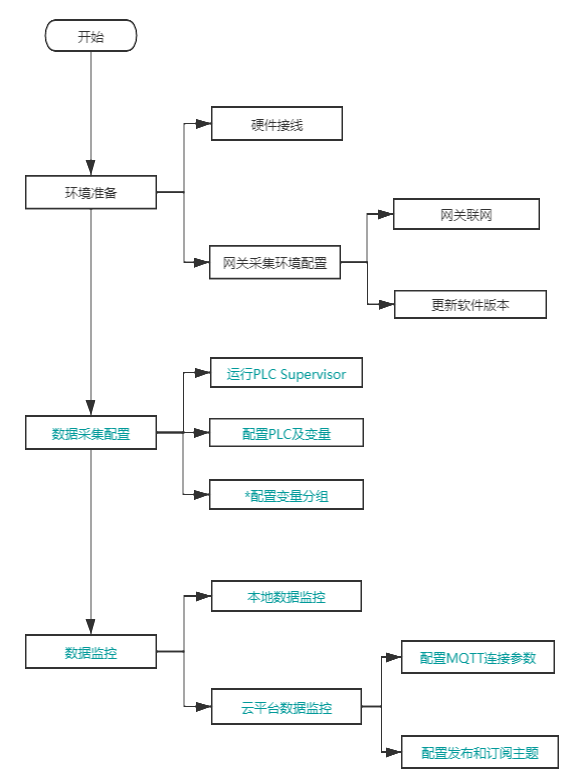 开始
硬件接线
环境准备
网关联网
网关采集环境配置
更新软件版本
运行PLC Supervisor
数据采集配置
配置PLC及变量
*配置变量分组
本地数据监控
数据监控
配置MQTT连接参数
云平台数据监控
配置发布和订阅主题